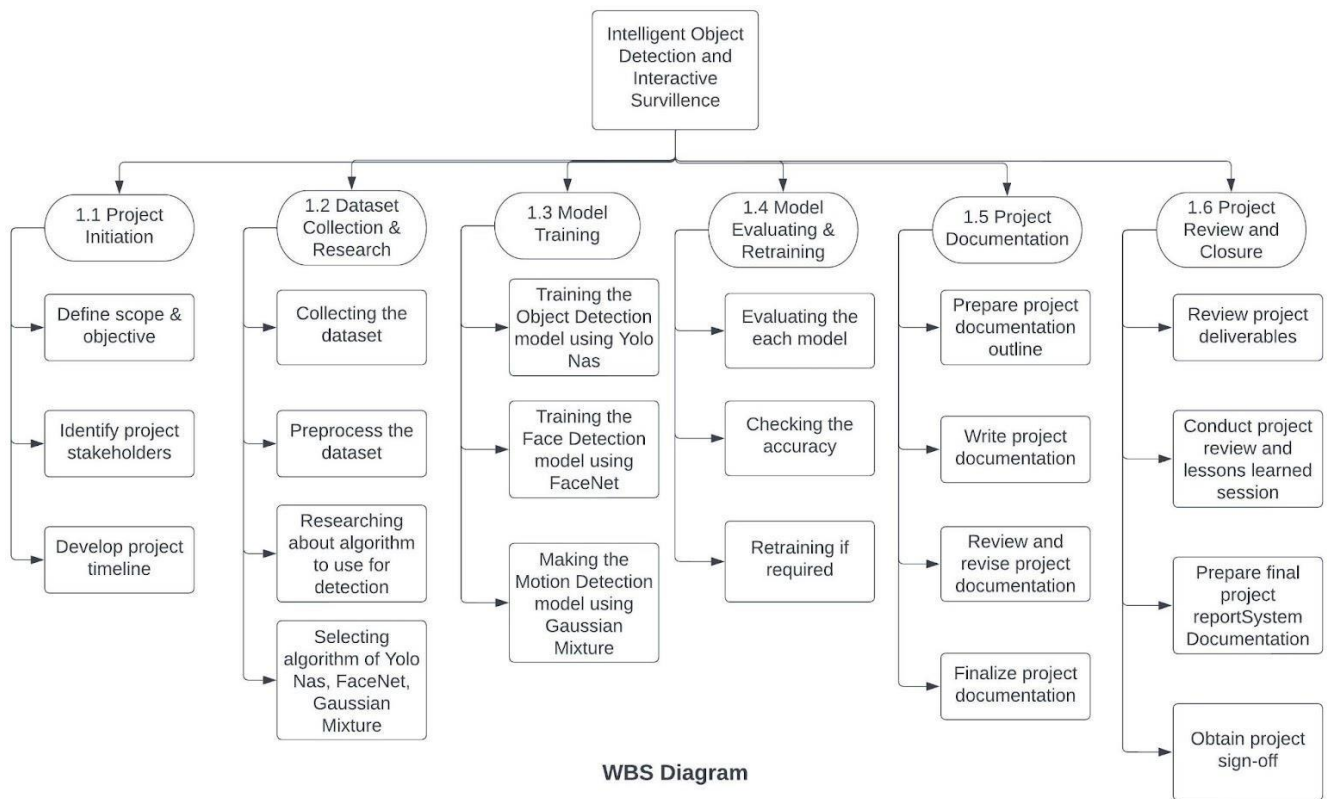 Intelligent Object
Detection and
Interactive
Survillence
1.1 Project
Initiation
Define scope &
objective
Identify project
stakeholders
Develop project
timeline
1.2 Dataset
Collection &
Research
Collecting the
dataset
Preprocess the
dataset
Researching
about algorithm
to use for
detection
Selecting
algorithm of Yolo
Nas, FaceNet,
Gaussian
Mixture
1.3 Model
Training
Training the
Object Detection
model using Yolo
Nas
Training the
Face Detection
model using
FaceNet
Making the
Motion Detection
model using
Gaussian
Mixture
1.4 Model
Evaluating &
Retraining
Evaluating the
each model
Checking the
accuracy
Retraining if
required
1.5 Project
Documentation
Prepare project
documentation
outline
Write project
documentation
Review and
revise project
documentation
Finalize project
documentation
1.6 Project
Review and
Closure
Review project
deliverables
Conduct project
review and
lessons learned
session
Prepare final
project
reportSystem
Documentation
Obtain project
sign-off
WBS Diagram